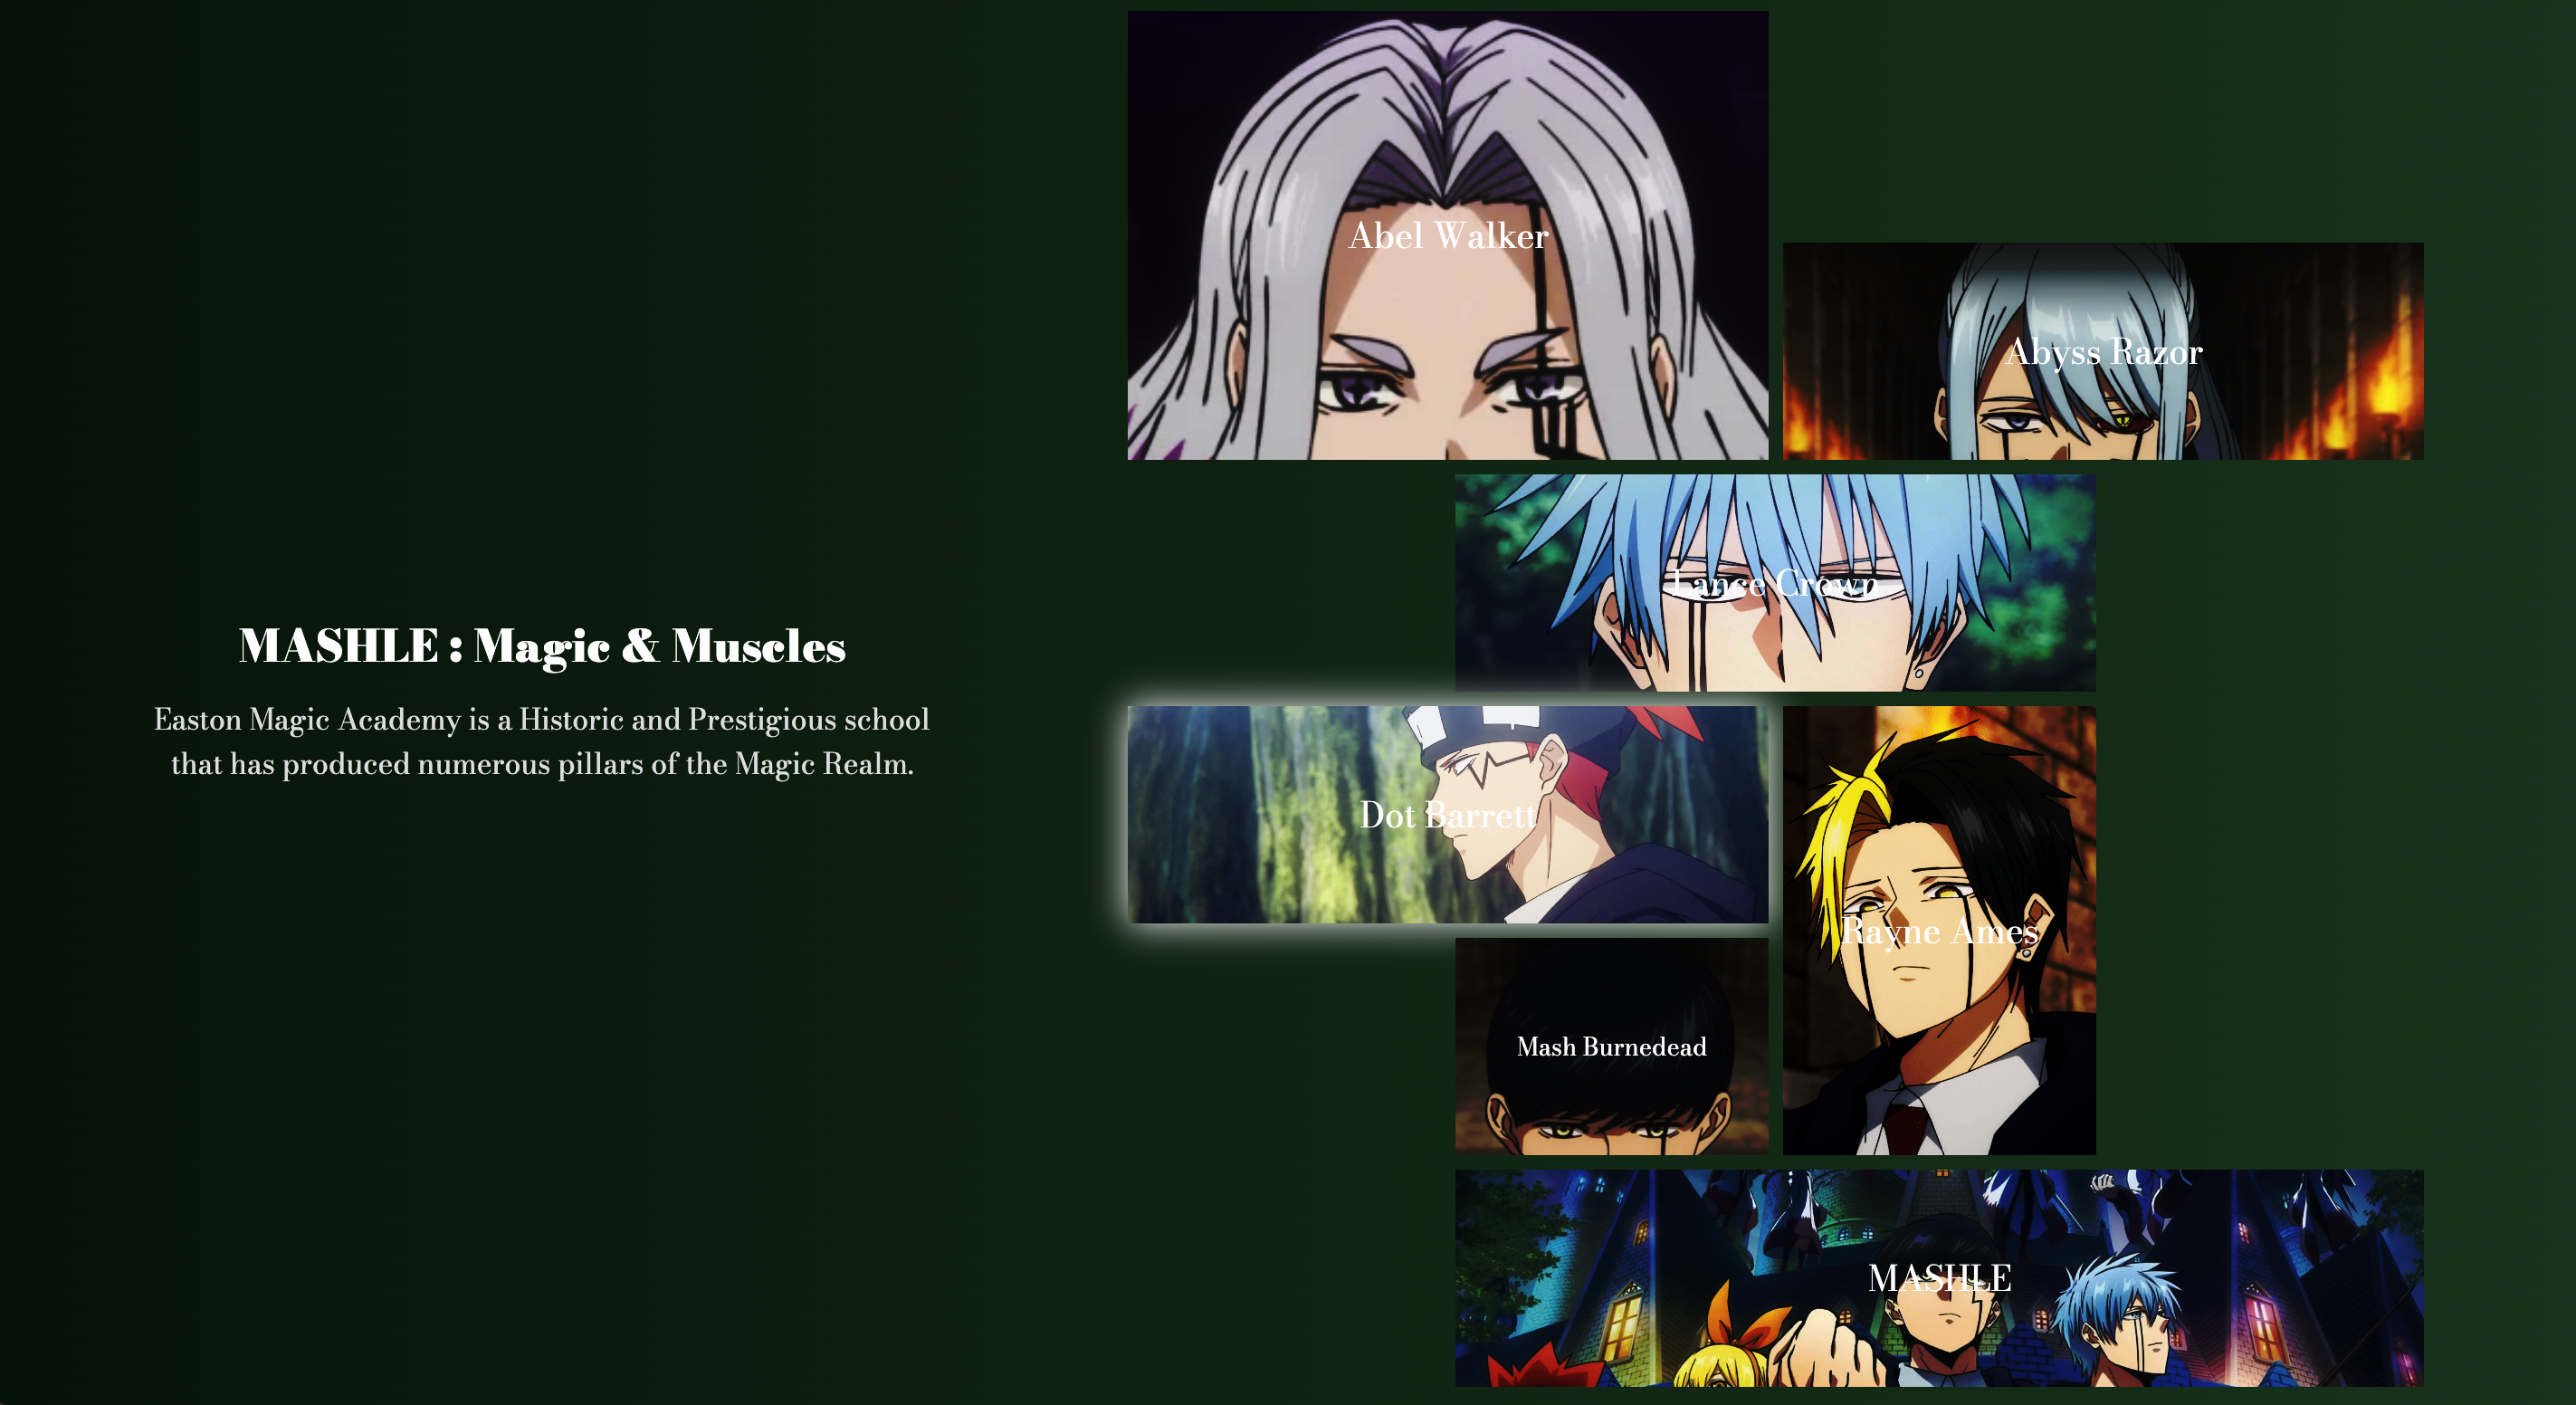 MASHLE : Magic & Muscles
Easton Magic Academy is a Historic and Prestigious school
that has produced numerous pillars of the Magic Realm.
Abel Walker
Abyss Razor
Lance Crown
Dot Barrett
Rayne Ames
Mash Burnedead
MASHLE